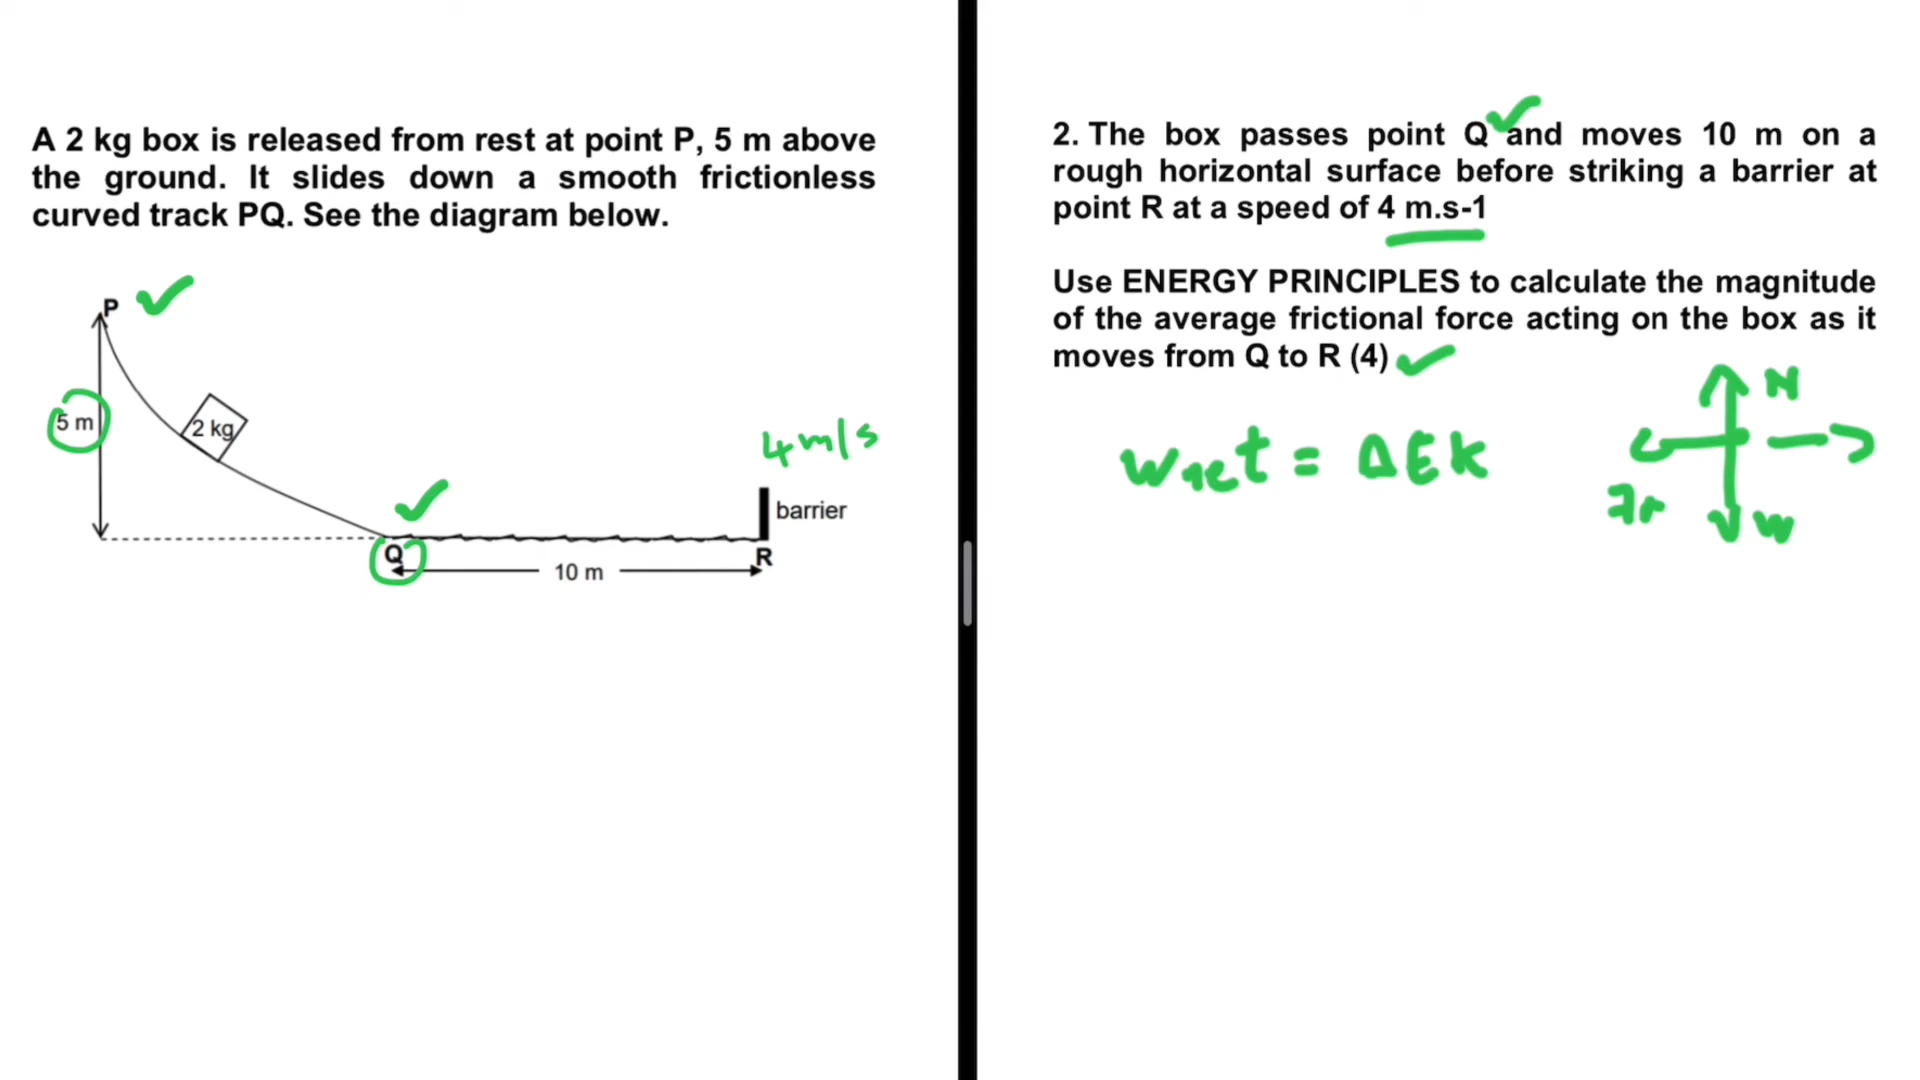 A 2 kg box is released from rest at point P, 5 m above
the ground. It slides down a smooth frictionless
curved track PQ. See the diagram below.
P
5 m
2 kg
4 m/s
barrier
Q
R
10 m
2. The box passes point Q and moves 10 m on a
rough horizontal surface before striking a barrier at
point R at a speed of 4 m.s-1
Use ENERGY PRINCIPLES to calculate the magnitude
of the average frictional force acting on the box as it
moves from Q to R (4)
Wnet = ΔEK
N
Fr
W